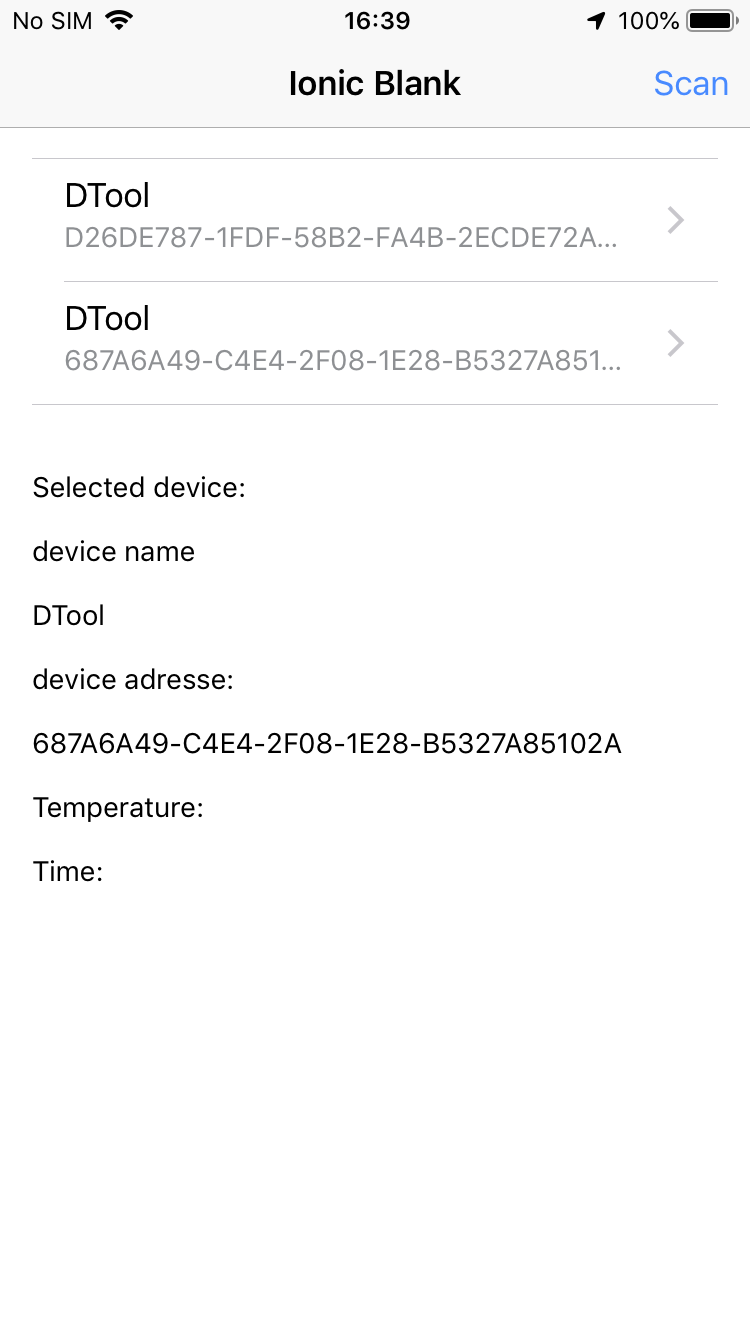 No SIM 16:39 100%
Ionic Blank Scan
DTool
D26DE787-1FDF-58B2-FA4B-2ECDE72A...
DTool
687A6A49-C4E4-2F08-1E28-B5327A851...
Selected device:
device name
DTool
device adresse:
687A6A49-C4E4-2F08-1E28-B5327A85102A
Temperature:
Time: